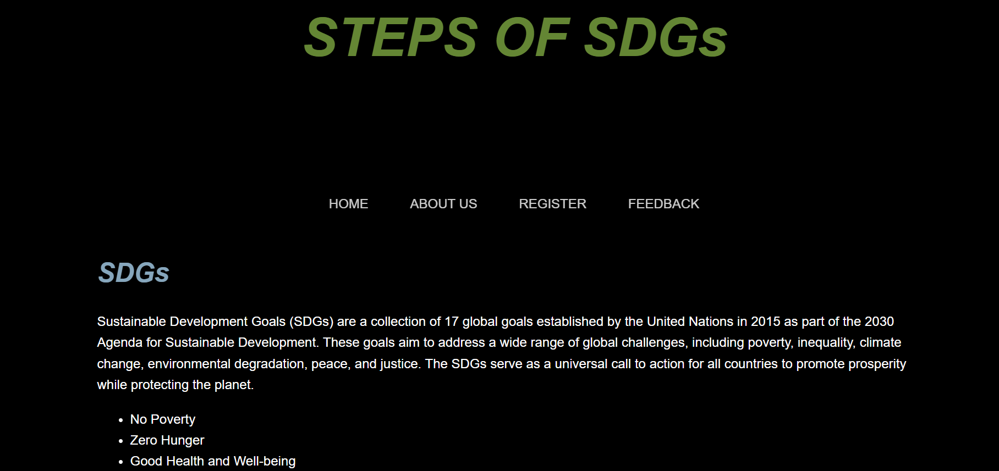 STEPS OF SDGs
HOME ABOUT US REGISTER FEEDBACK
SDGs
Sustainable Development Goals (SDGs) are a collection of 17 global goals established by the United Nations in 2015 as part of the 2030
Agenda for Sustainable Development. These goals aim to address a wide range of global challenges, including poverty, inequality, climate
change, environmental degradation, peace, and justice. The SDGs serve as a universal call to action for all countries to promote prosperity
while protecting the planet.
• No Poverty
• Zero Hunger
• Good Health and Well-being